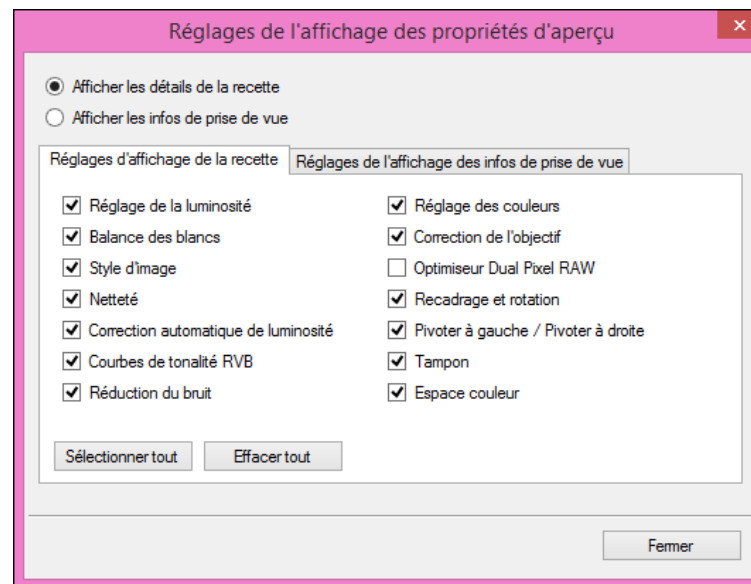 Réglages de l'affichage des propriétés d'aperçu
Afficher les détails de la recette
Afficher les infos de prise de vue
Réglages d'affichage de la recette
Réglages de l'affichage des infos de prise de vue
Réglage de la luminosité
Balance des blancs
Style d'image
Netteté
Correction automatique de luminosité
Courbes de tonalité RVB
Réduction du bruit
Réglage des couleurs
Correction de l'objectif
Optimiseur Dual Pixel RAW
Recadrage et rotation
Pivoter à gauche / Pivoter à droite
Tampon
Espace couleur
Sélectionner tout
Effacer tout
Fermer